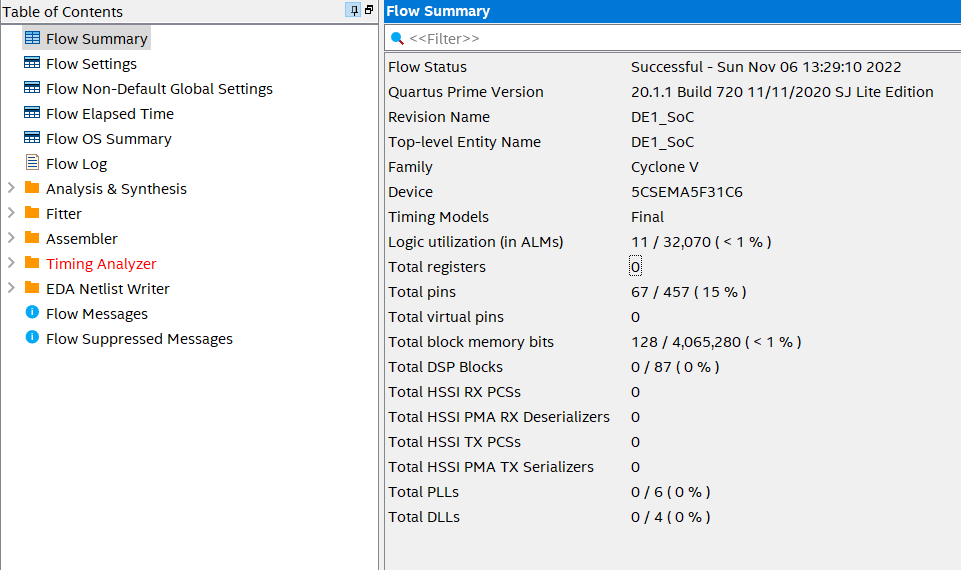 Table of Contents
Flow Summary
Flow Settings
Flow Non-Default Global Settings
Flow Elapsed Time
Flow OS Summary
Flow Log
Analysis & Synthesis
Fitter
Assembler
Timing Analyzer
EDA Netlist Writer
Flow Messages
Flow Suppressed Messages
Flow Summary
<<Filter>>
Flow Status Successful - Sun Nov 06 13:29:10 2022
Quartus Prime Version 20.1.1 Build 720 11/11/2020 SJ Lite Edition
Revision Name DE1_SoC
Top-level Entity Name DE1_SoC
Family Cyclone V
Device 5CSEMA5F31C6
Timing Models Final
Logic utilization (in ALMs) 11 / 32,070 ( < 1 % )
Total registers 0
Total pins 67 / 457 ( 15 % )
Total virtual pins 0
Total block memory bits 128 / 4,065,280 ( < 1 % )
Total DSP Blocks 0 / 87 ( 0 % )
Total HSSI RX PCSs 0
Total HSSI PMA RX Deserializers 0
Total HSSI TX PCSs 0
Total HSSI PMA TX Serializers 0
Total PLLs 0 / 6 ( 0 % )
Total DLLs 0 / 4 ( 0 % )